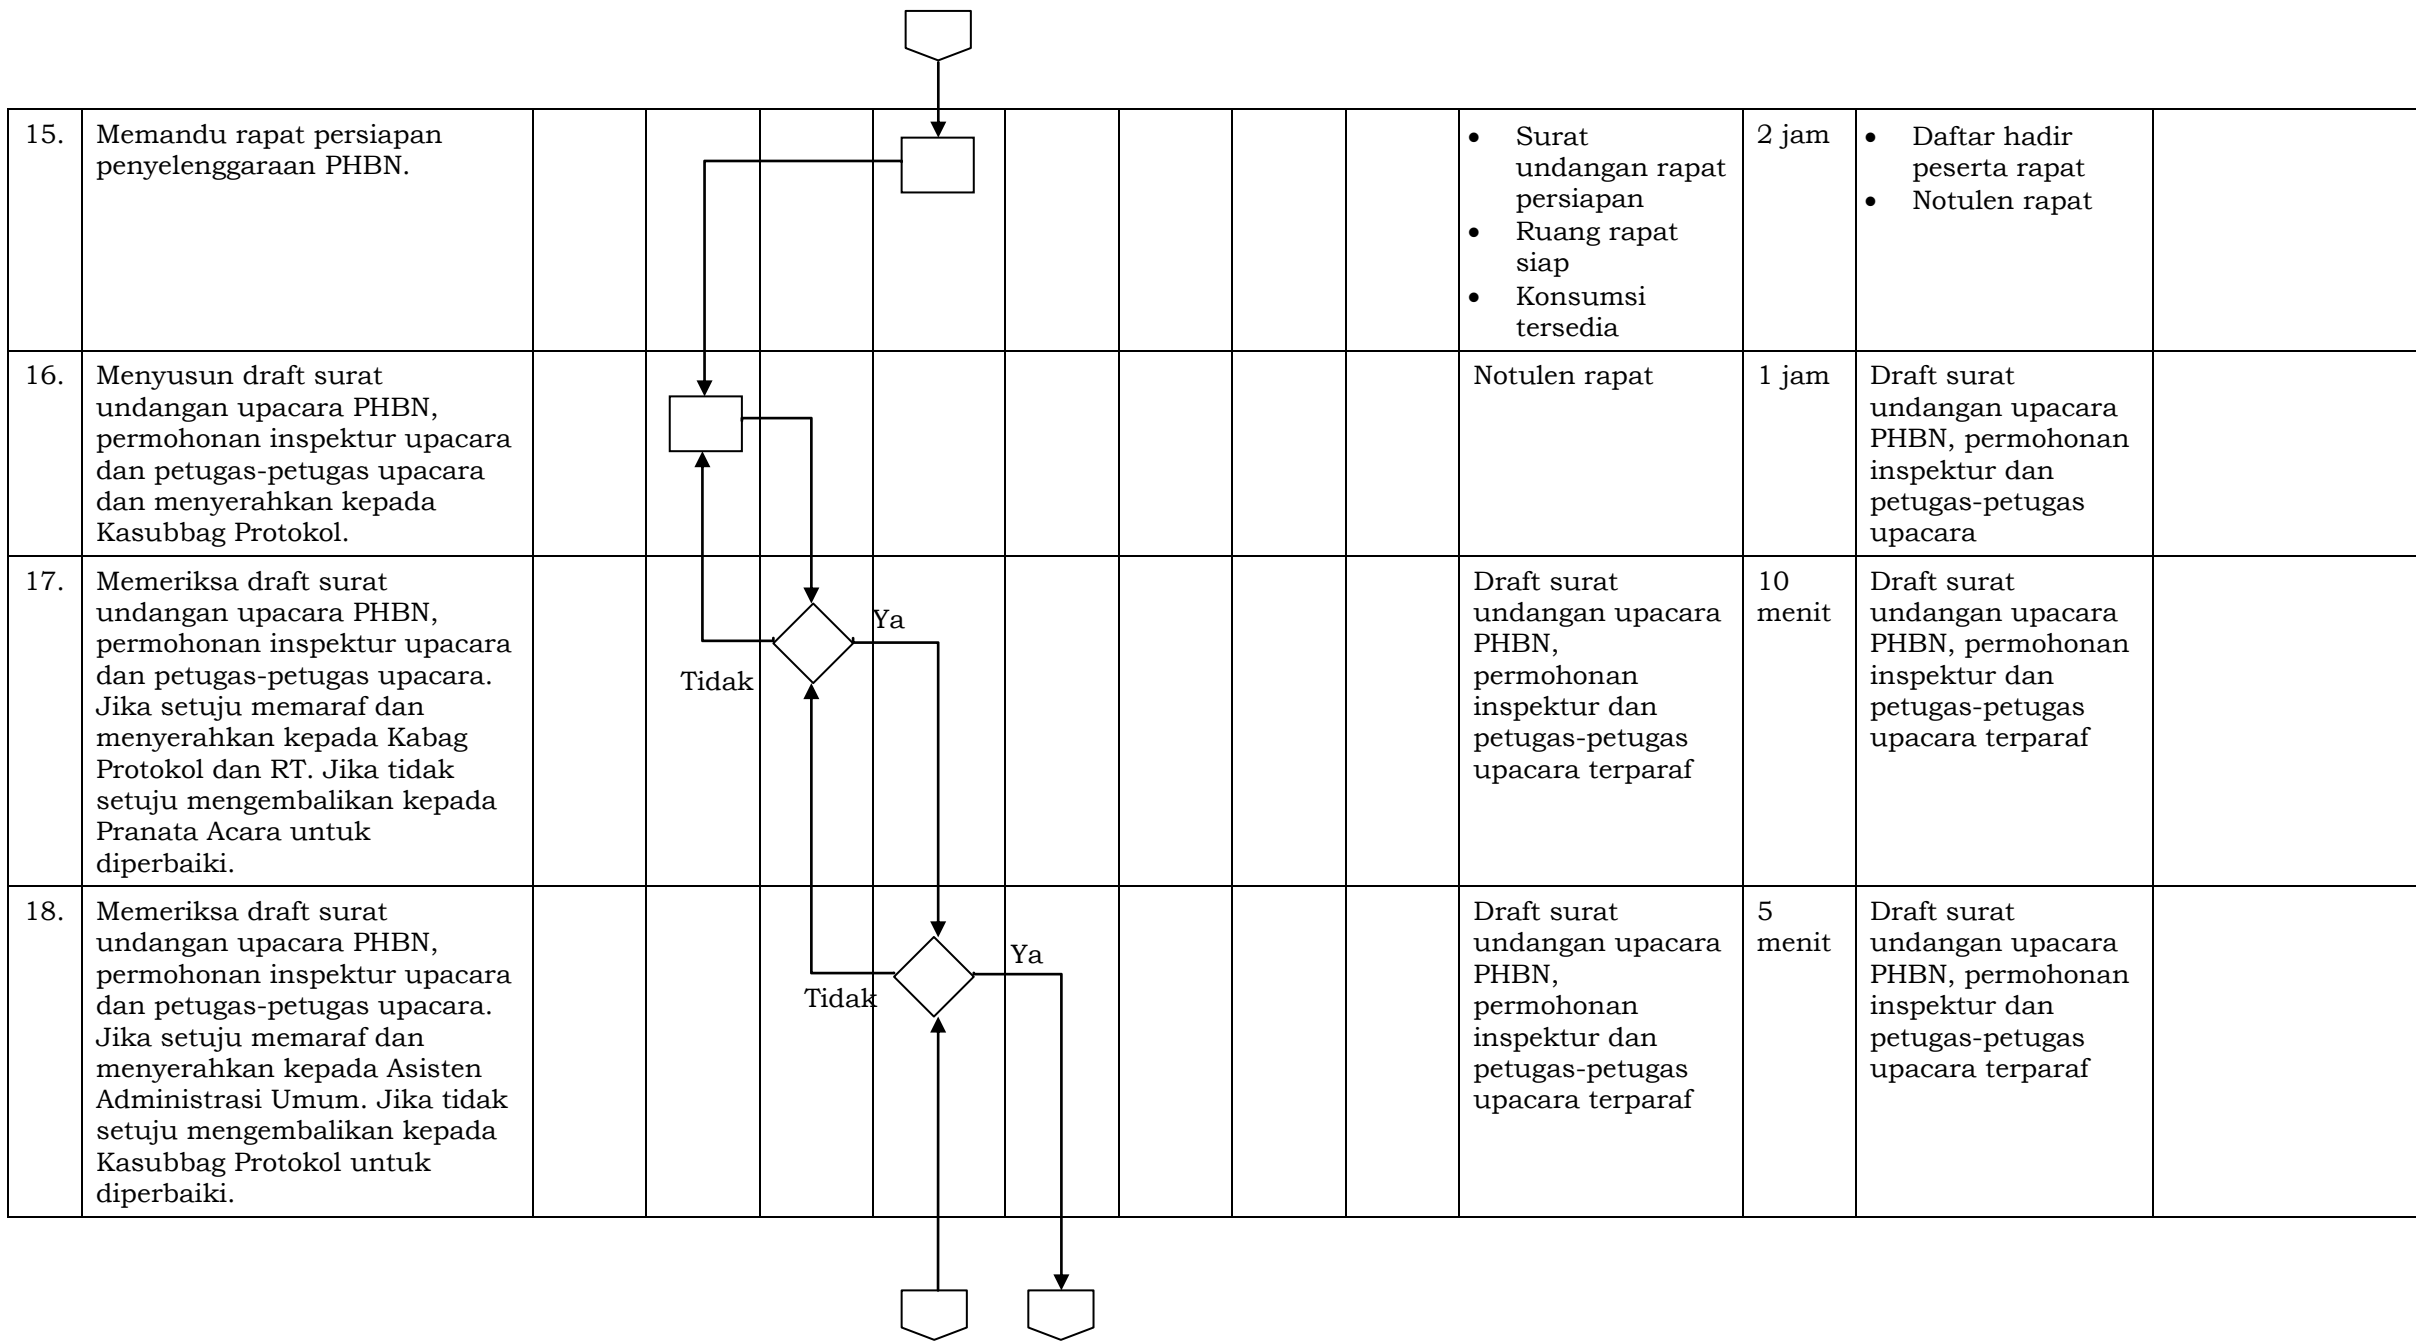 15.
Memandu rapat persiapan
penyelenggaraan PHBN.
• Surat
undangan rapat
persiapan
• Ruang rapat
siap
• Konsumsi
tersedia
2 jam
• Daftar hadir
peserta rapat
• Notulen rapat
16.
Menyusun draft surat
undangan upacara PHBN,
permohonan inspektur upacara
dan petugas-petugas upacara
dan menyerahkan kepada
Kasubbag Protokol.
Notulen rapat
1 jam
Draft surat
undangan upacara
PHBN, permohonan
inspektur dan
petugas-petugas
upacara
17.
Memeriksa draft surat
undangan upacara PHBN,
permohonan inspektur upacara
dan petugas-petugas upacara.
Jika setuju memaraf dan
menyerahkan kepada Kabag
Protokol dan RT. Jika tidak
setuju mengembalikan kepada
Pranata Acara untuk
diperbaiki.
Ya
Tidak
Draft surat
undangan upacara
PHBN,
permohonan
inspektur dan
petugas-petugas
upacara terparaf
10
menit
Draft surat
undangan upacara
PHBN, permohonan
inspektur dan
petugas-petugas
upacara terparaf
18.
Memeriksa draft surat
undangan upacara PHBN,
permohonan inspektur upacara
dan petugas-petugas upacara.
Jika setuju memaraf dan
menyerahkan kepada Asisten
Administrasi Umum. Jika tidak
setuju mengembalikan kepada
Kasubbag Protokol untuk
diperbaiki.
Ya
Tidak
Draft surat
undangan upacara
PHBN,
permohonan
inspektur dan
petugas-petugas
upacara terparaf
5
menit
Draft surat
undangan upacara
PHBN, permohonan
inspektur dan
petugas-petugas
upacara terparaf